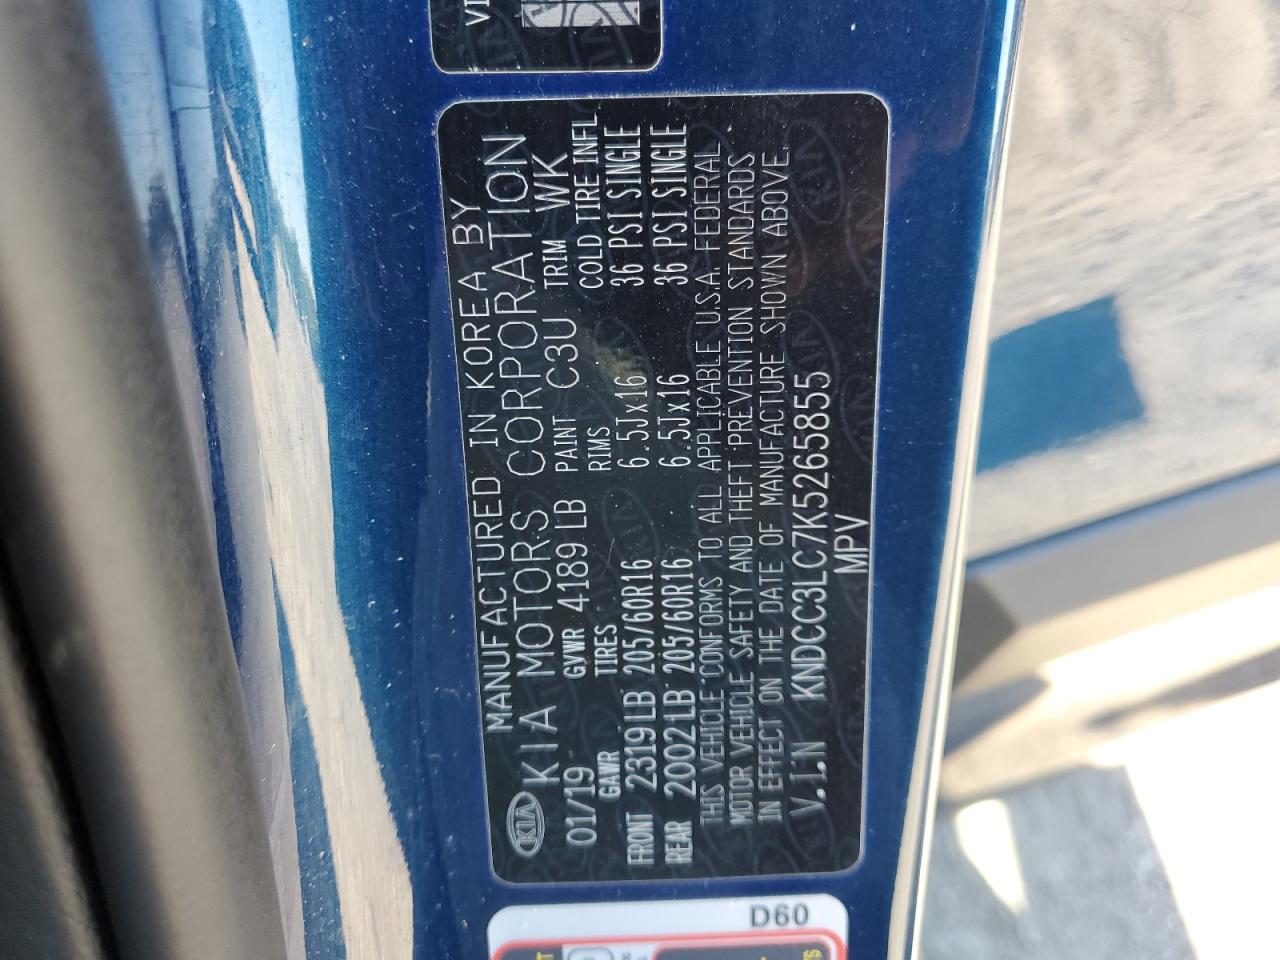 VI
MANUFACTURED IN KOREA BY
KIA KIA MOTORS CORPORATION
01/19 GVWR 4189LB PAINT C3U TRIM WK
GAWR TIRES RIMS COLD TIRE INFL
FRONT 2319LB 205/60R16 6.5Jx16 36 PSI SINGLE
REAR 2002LB 205/60R16 6.5Jx16 36 PSI SINGLE
THIS VEHICLE CONFORMS TO ALL APPLICABLE U.S.A. FEDERAL
MOTOR VEHICLE SAFETY AND THEFT PREVENTION STANDARDS
IN EFFECT ON THE DATE OF MANUFACTURE SHOWN ABOVE.
V.I.N KNDCC3LC7K5265855
MPV
D60